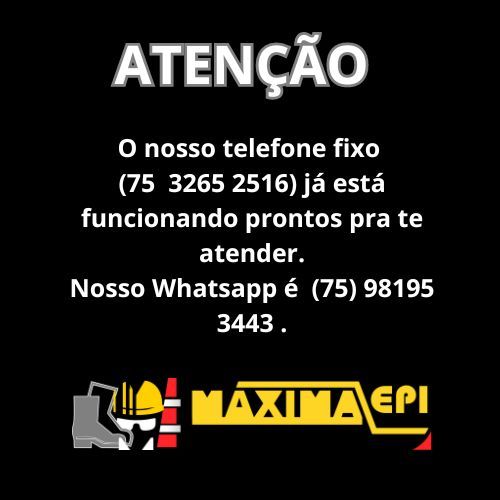 ATENÇÃO
O nosso telefone fixo
(75  3265 2516) já está
funcionando prontos pra te
atender.
Nosso Whatsapp é  (75) 98195
3443 .
MAXIMA EPI